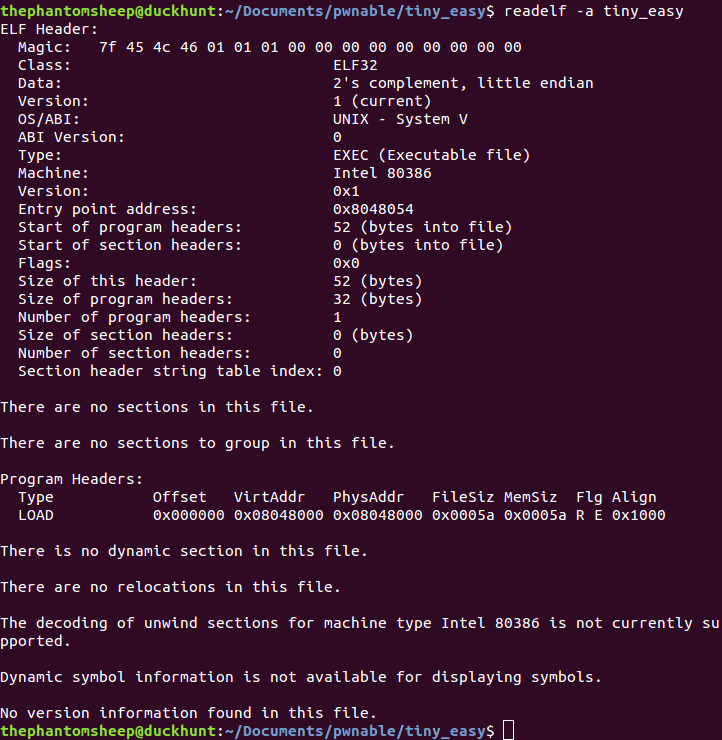 thephantomsheep@duckhunt:~/Documents/pwnable/tiny_easy$ readelf -a tiny_easy
ELF Header:
  Magic:   7f 45 4c 46 01 01 01 00 00 00 00 00 00 00 00 00
  Class:                             ELF32
  Data:                              2's complement, little endian
  Version:                           1 (current)
  OS/ABI:                            UNIX - System V
  ABI Version:                       0
  Type:                              EXEC (Executable file)
  Machine:                           Intel 80386
  Version:                           0x1
  Entry point address:               0x8048054
  Start of program headers:          52 (bytes into file)
  Start of section headers:          0 (bytes into file)
  Flags:                             0x0
  Size of this header:               52 (bytes)
  Size of program headers:           32 (bytes)
  Number of program headers:         1
  Size of section headers:           0 (bytes)
  Number of section headers:         0
  Section header string table index: 0

There are no sections in this file.

There are no sections to group in this file.

Program Headers:
  Type           Offset   VirtAddr   PhysAddr   FileSiz MemSiz  Flg Align
  LOAD           0x000000 0x08048000 0x08048000 0x0005a 0x0005a R E 0x1000

There is no dynamic section in this file.

There are no relocations in this file.

The decoding of unwind sections for machine type Intel 80386 is not currently su
pported.

Dynamic symbol information is not available for displaying symbols.

No version information found in this file.
thephantomsheep@duckhunt:~/Documents/pwnable/tiny_easy$